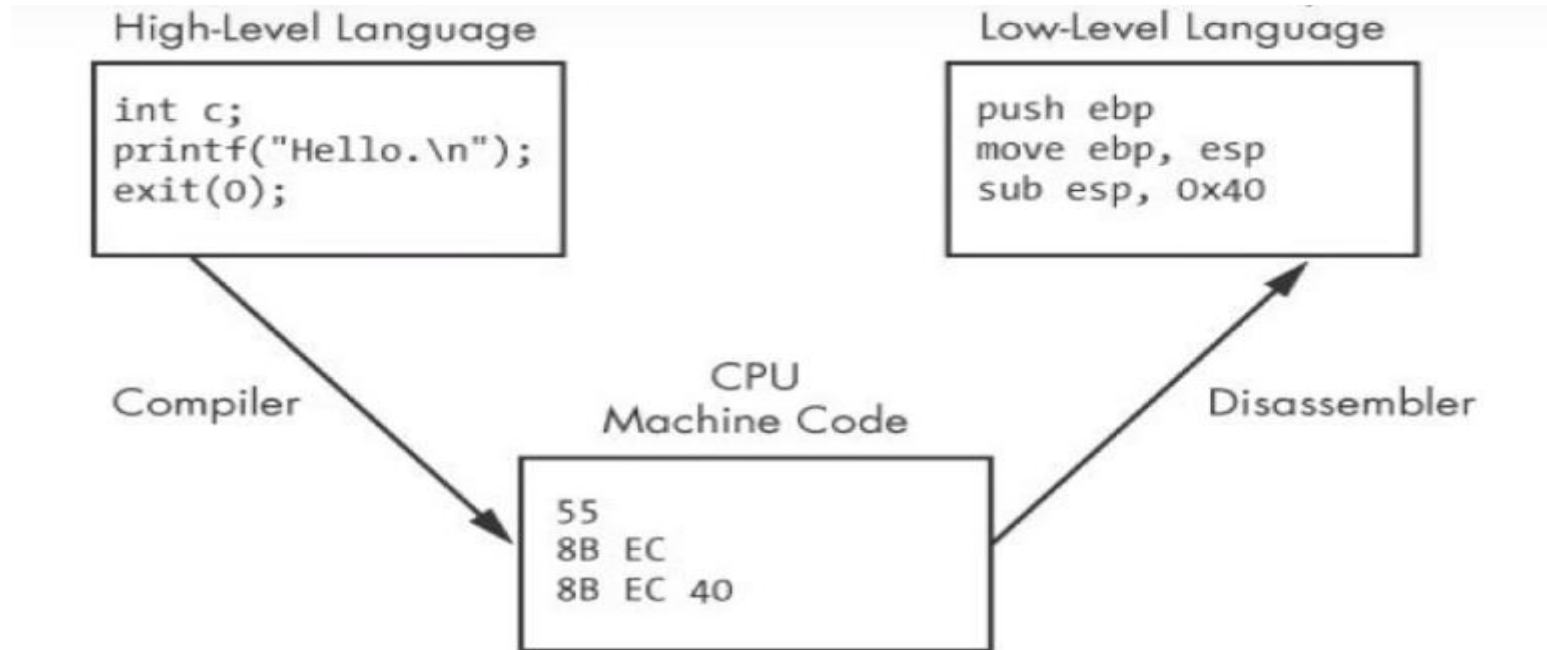 High-Level Language
int c;
printf("Hello.\n");
exit(0);
Low-Level Language
push ebp
move ebp, esp
sub esp, 0x40
Compiler
CPU
Machine Code
Disassembler
55
8B EC
8B EC 40